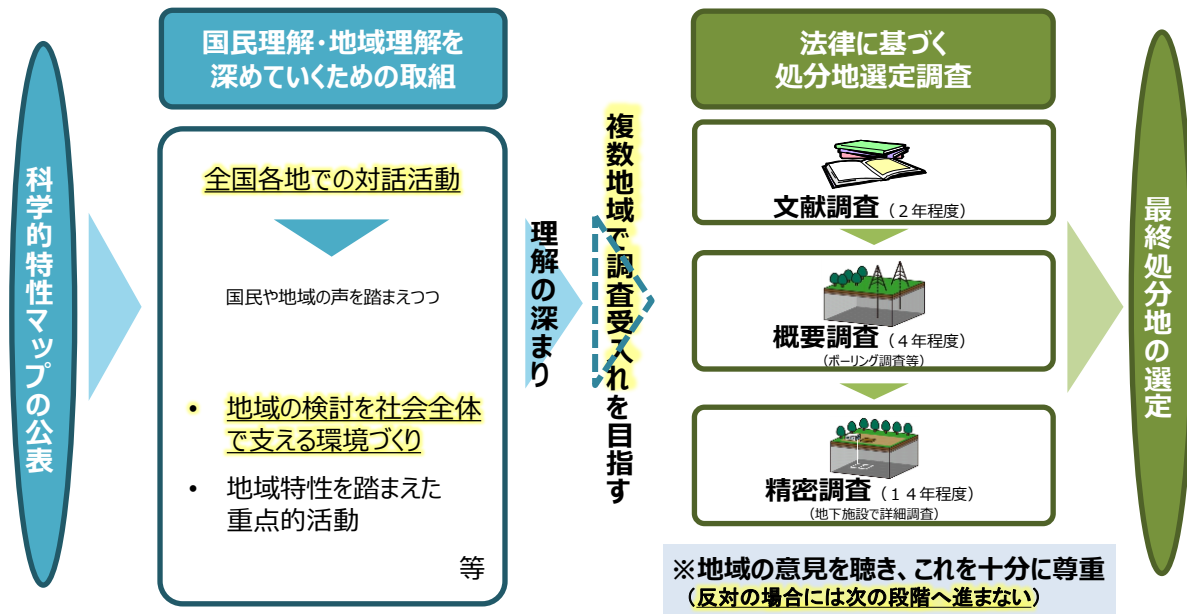 科学的特性マップの公表
国民理解・地域理解を
深めていくための取組
全国各地での対話活動
国民や地域の声を踏まえつつ
• 地域の検討を社会全体
で支える環境づくり
• 地域特性を踏まえた
重点的活動
等
理解の深まり
複数地域で調査受入れを目指す
法律に基づく
処分地選定調査
文献調査（２年程度）
概要調査（４年程度）
(ボーリング調査等)
精密調査（１４年程度）
(地下施設で詳細調査)
※地域の意見を聴き、これを十分に尊重
（反対の場合には次の段階へ進まない）
最終処分地の選定